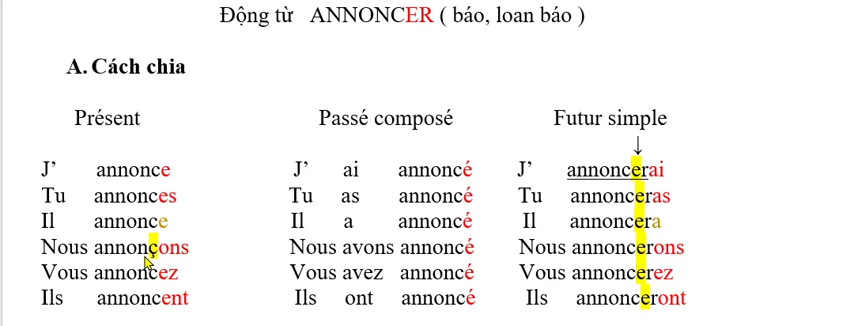 Động từ ANNONCER ( báo, loan báo )
A. Cách chia
Présent Passé composé Futur simple
↓
J’ annonce J’ ai annoncé J’ annoncerai
Tu annonces Tu as annoncé Tu annonceras
Il annonce Il a annoncé Il annoncera
Nous annonçons Nous avons annoncé Nous annoncerons
Vous annoncez Vous avez annoncé Vous annoncerez
Ils annoncent Ils ont annoncé Ils annonceront